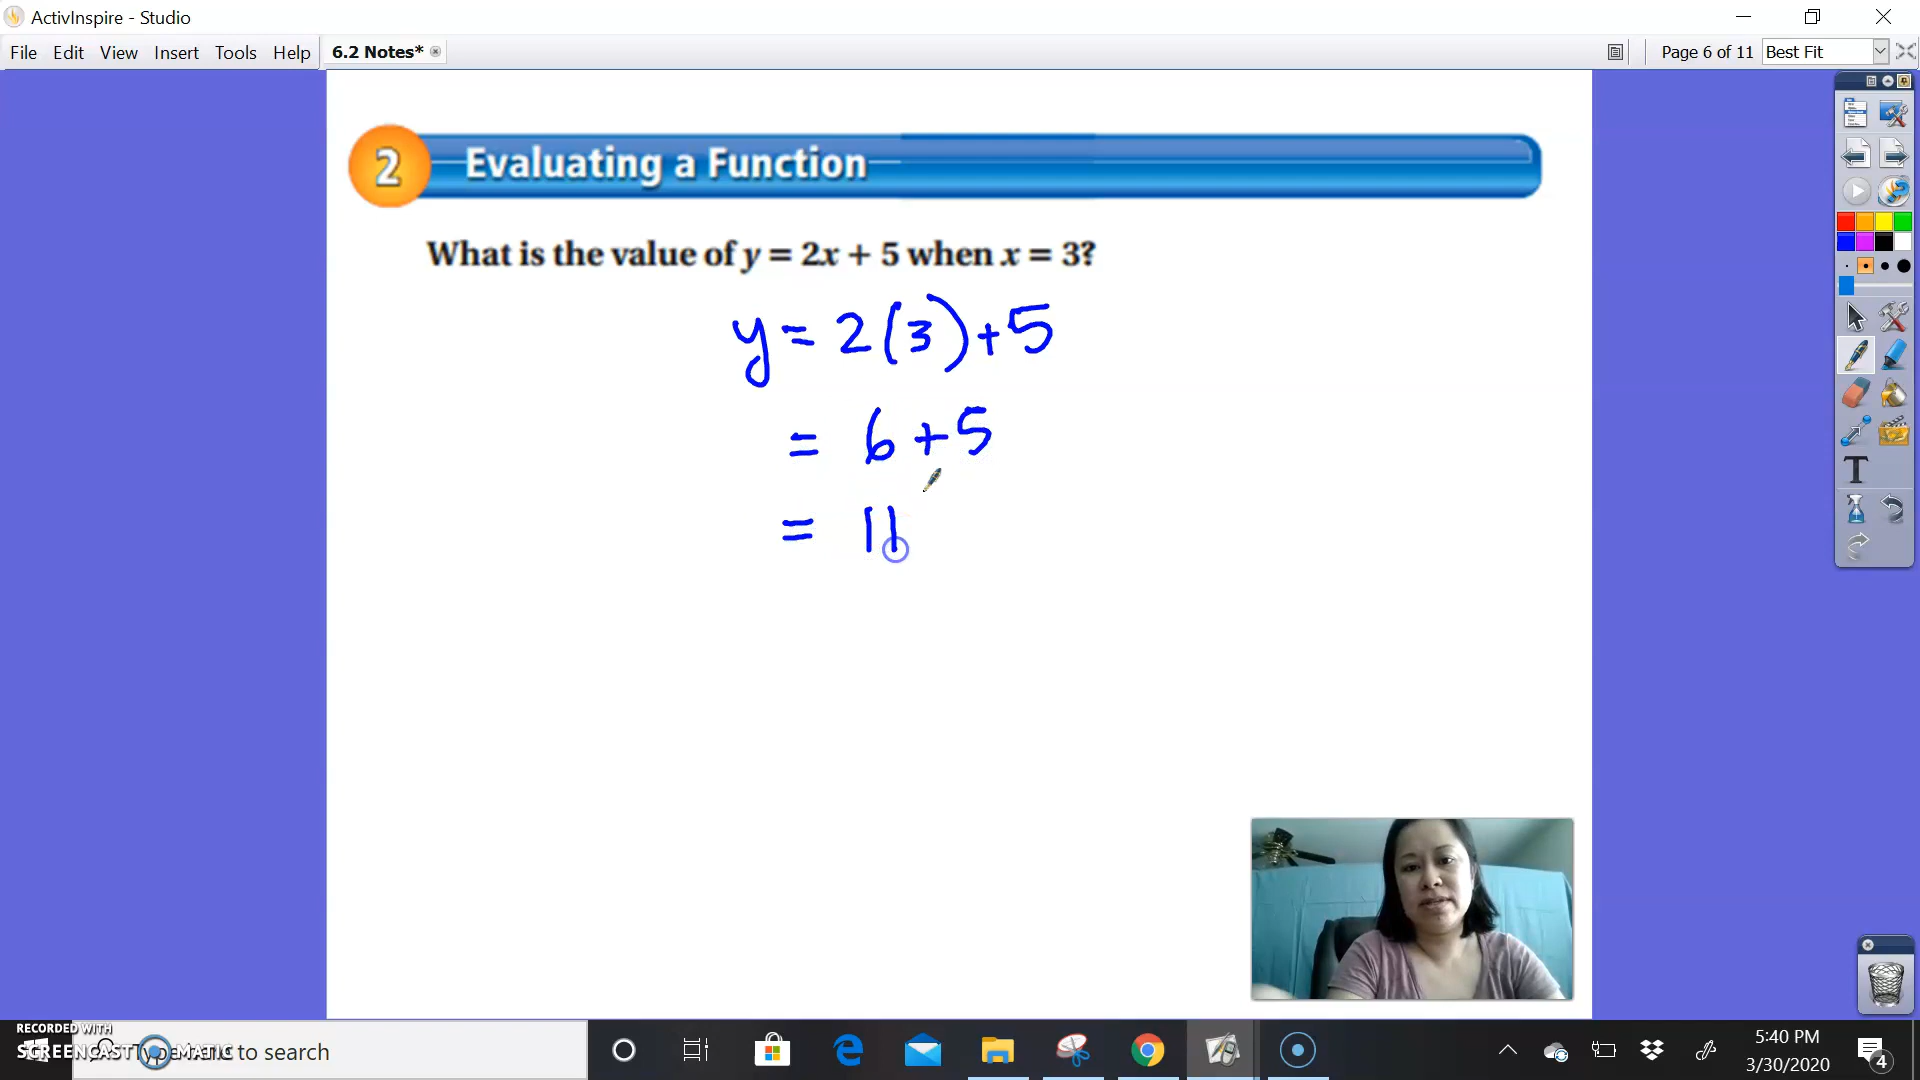 ActivInspire - Studio
File Edit View Insert Tools Help 6.2 Notes* Page 6 of 11 Best Fit
2 Evaluating a Function
What is the value of y = 2x + 5 when x = 3?
y = 2(3)+5
= 6+5
= 11
T
RECORDED WITH
SCREENCAST MATIC to search
5:40 PM
3/30/2020
4